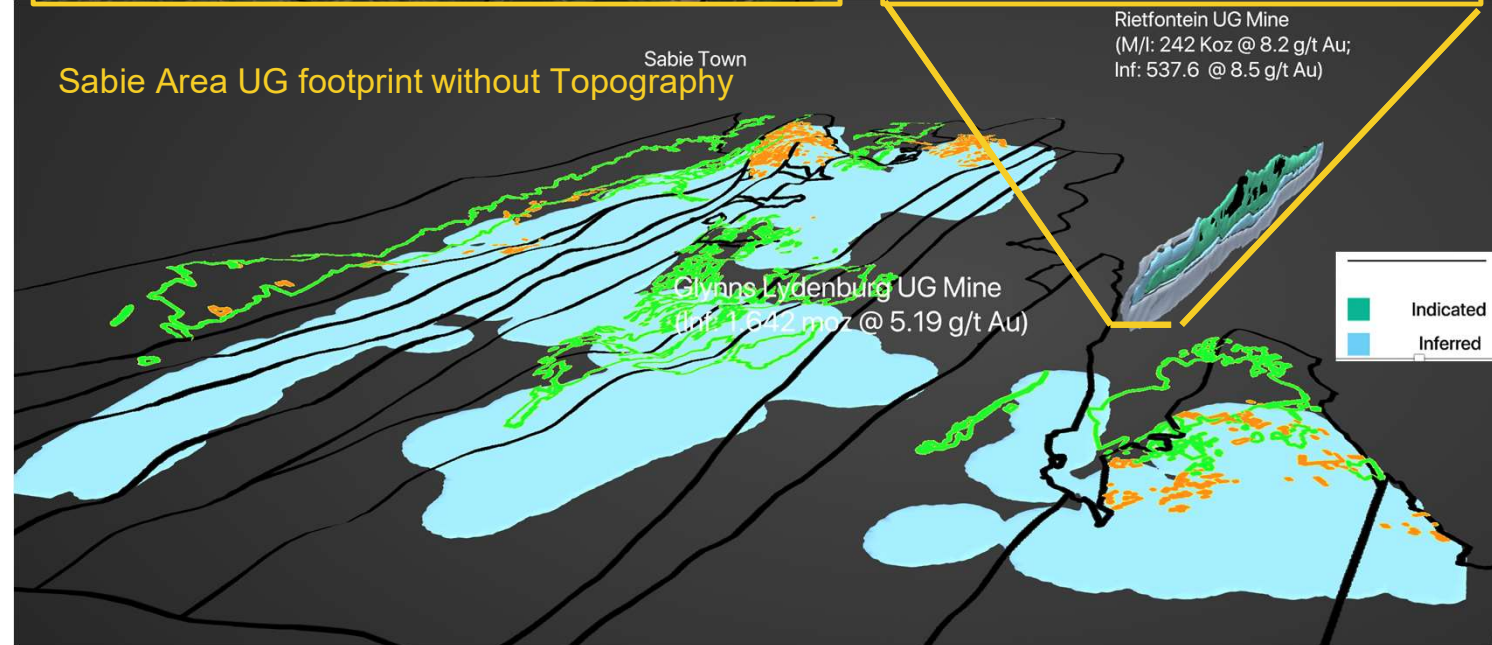 Rietfontein UG Mine
(M/I: 242 Koz @ 8.2 g/t Au;
Inf: 537.6  @ 8.5 g/t Au)
Sabie Town
Sabie Area UG footprint without Topography
Glynns Lydenburg UG Mine
(Inf: 1.642 moz @ 5.19 g/t Au)
Indicated
Inferred